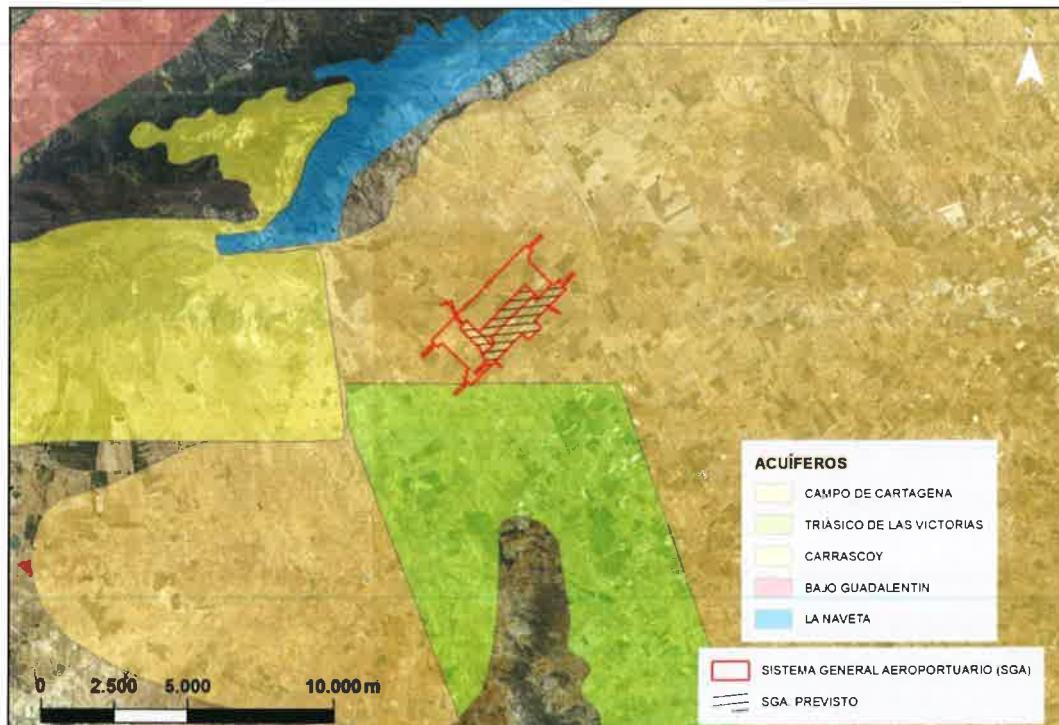 N
ACUÍFEROS
CAMPO DE CARTAGENA
TRIÁSICO DE LAS VICTORIAS
CARRASCOY
BAJO GUADALENTIN
LA NAVETA
SISTEMA GENERAL AEROPORTUARIO (SGA)
SGA. PREVISTO
0 2.500 5.000 10.000 m